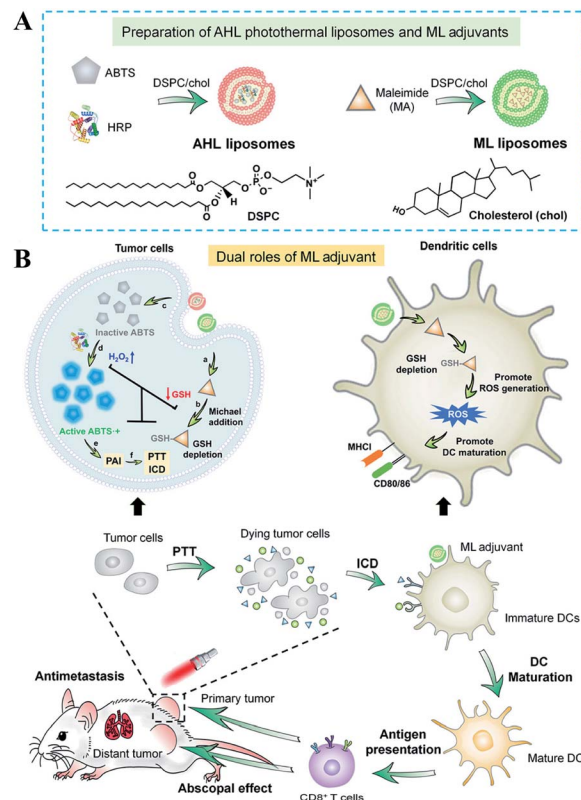 A
Preparation of AHL photothermal liposomes and ML adjuvants
ABTS
HRP
DSPC/chol
AHL liposomes
Maleimide
(MA)
DSPC/chol
ML liposomes
O
O
O
O
H
O
P
O
O-
O
N+
DSPC
HO
Cholesterol (chol)
B
Dual roles of ML adjuvant
Tumor cells
c
Inactive ABTS
d
H₂O₂↑
↓GSH
a
b
Michael
addition
Active ABTS·+
GSH
GSH
depletion
e
PAI
f
PTT
ICD
Dendritic cells
GSH
depletion
GSH
Promote
ROS generation
ROS
Promote
DC maturation
MHCI
CD80/86
Tumor cells
PTT
Dying tumor cells
ICD
ML adjuvant
Immature DCs
DC
Maturation
Mature DC
Antigen
presentation
CD8⁺ T cells
Antimetastasis
Primary tumor
Distant tumor
Abscopal effect